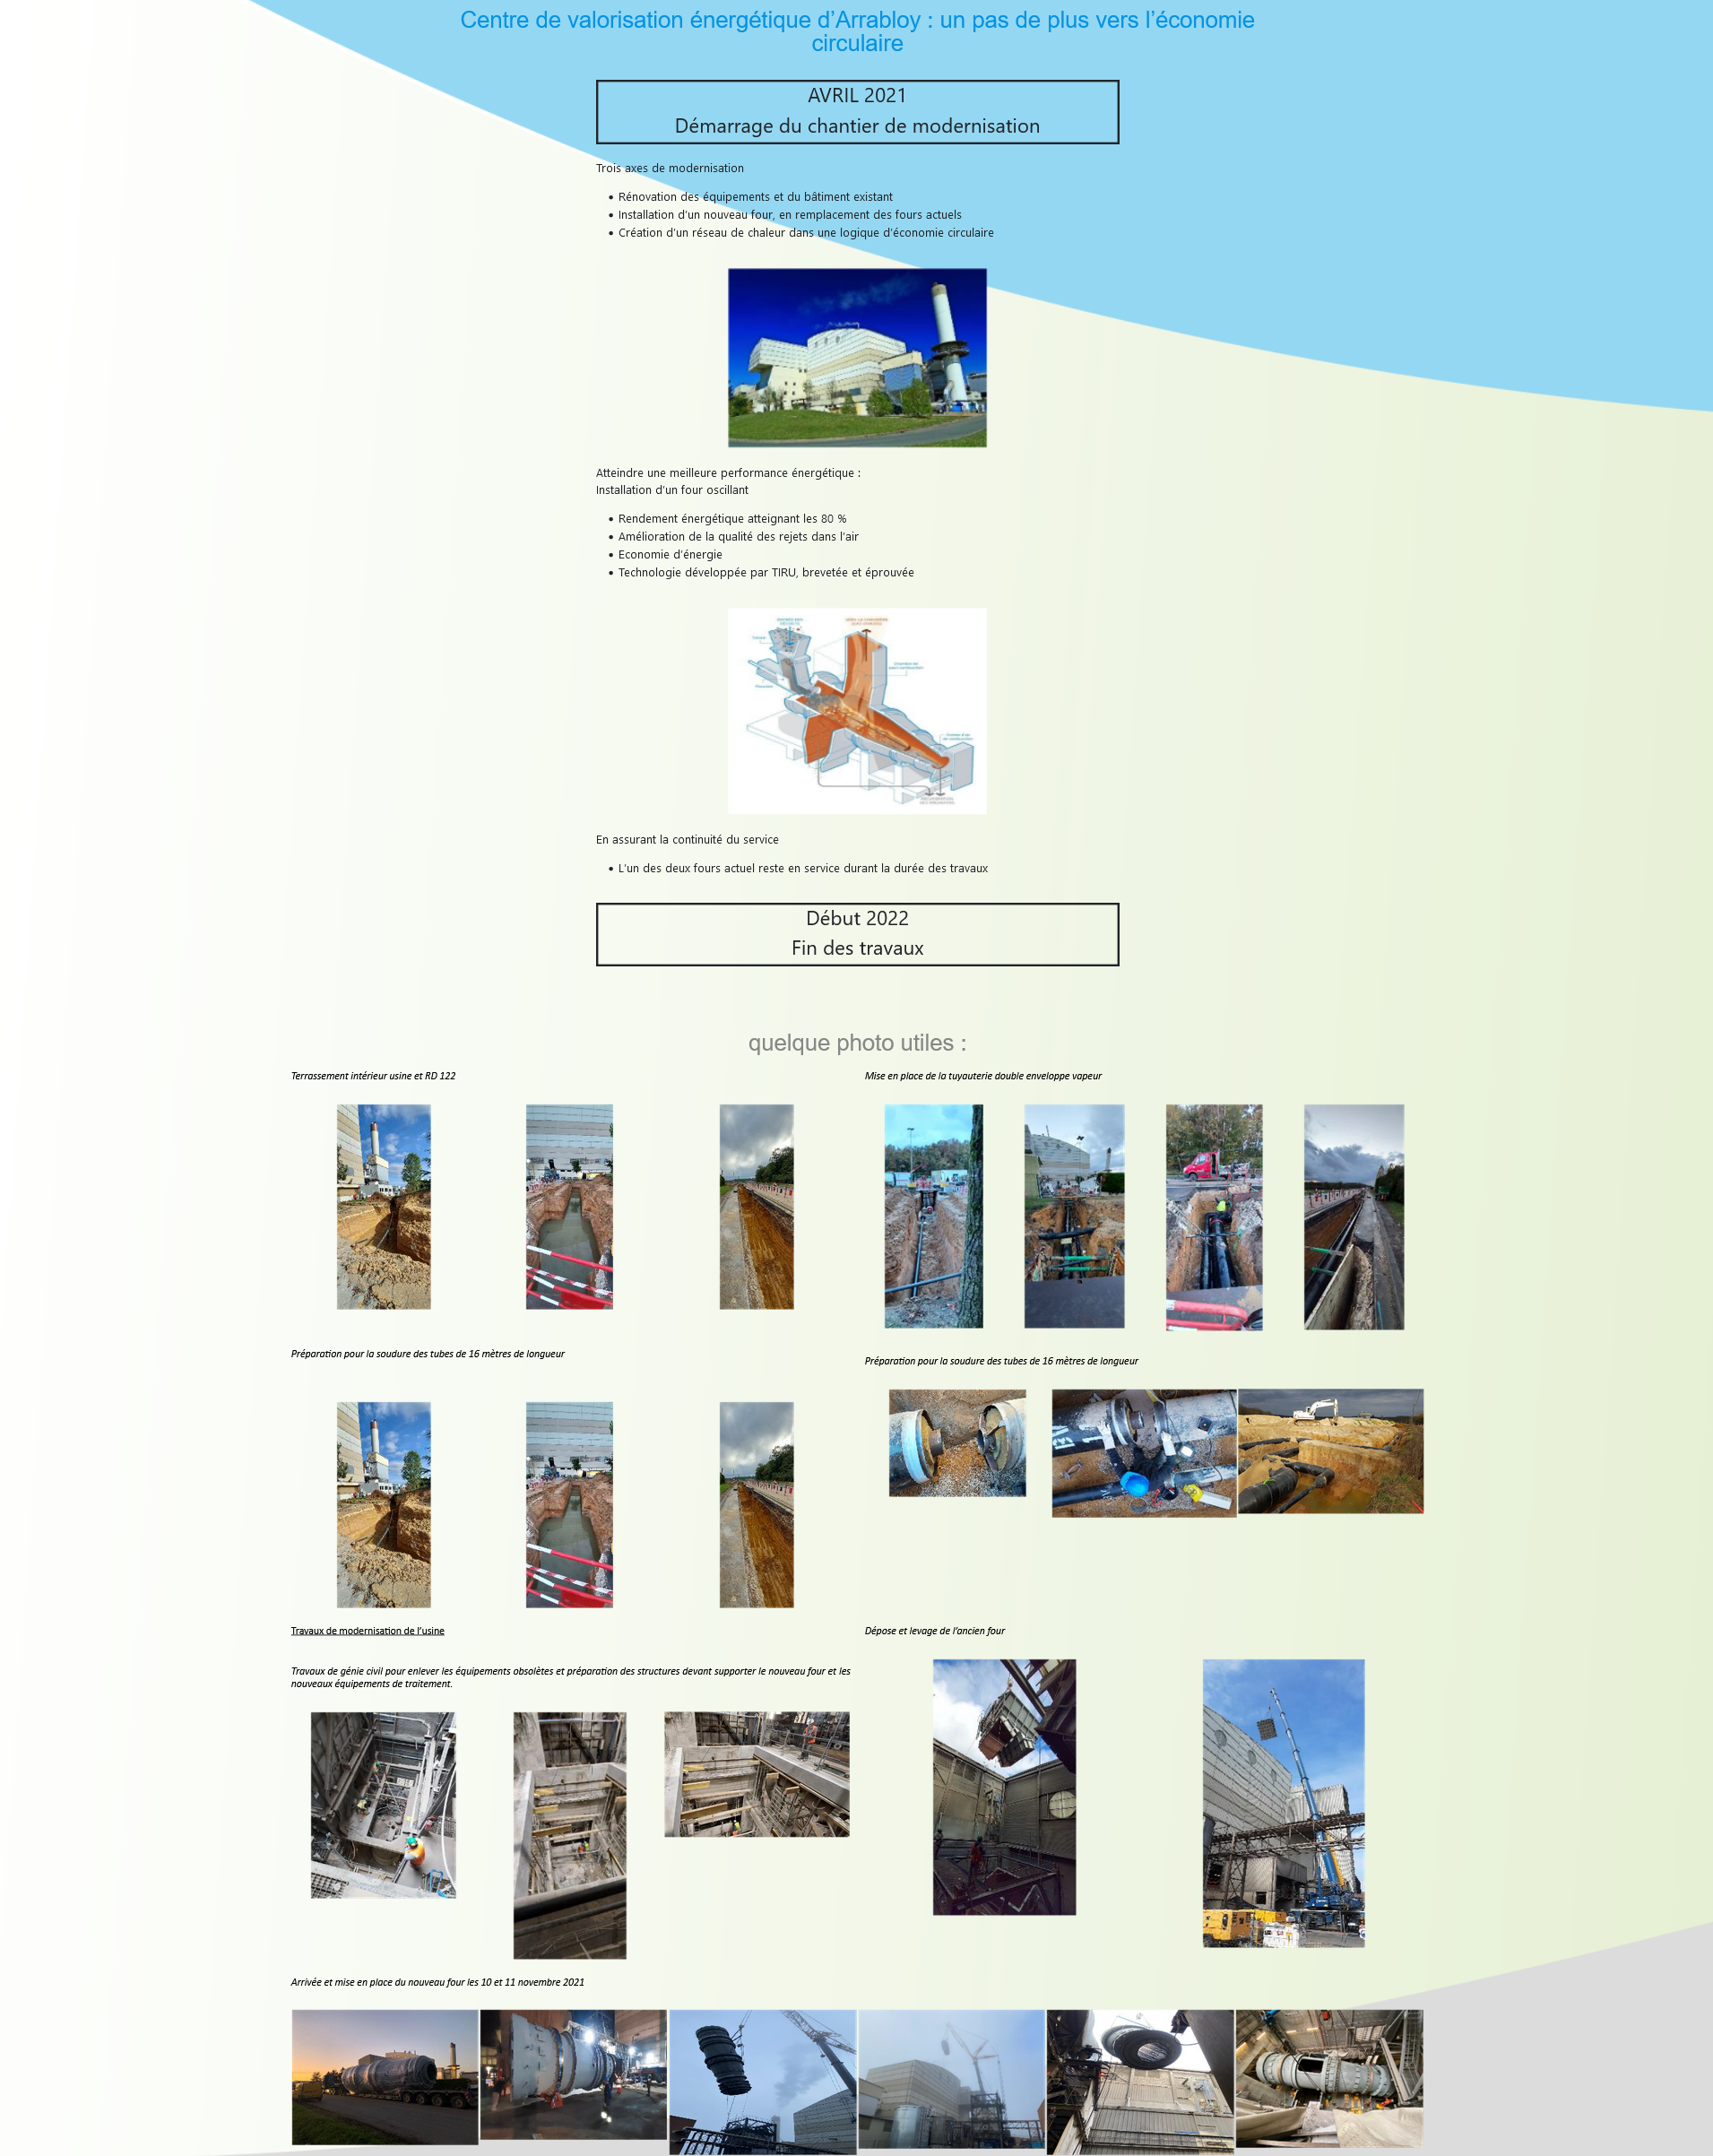 Centre de valorisation énergétique d’Arrabloy : un pas de plus vers l’économie
circulaire
AVRIL 2021
Démarrage du chantier de modernisation
Trois axes de modernisation
• Rénovation des équipements et du bâtiment existant
• Installation d’un nouveau four, en remplacement des fours actuels
• Création d’un réseau de chaleur dans une logique d’économie circulaire
Atteindre une meilleure performance énergétique :
Installation d’un four oscillant
• Rendement énergétique atteignant les 80 %
• Amélioration de la qualité des rejets dans l’air
• Economie d’énergie
• Technologie développée par TIRU, brevetée et éprouvée
En assurant la continuité du service
• L’un des deux fours actuel reste en service durant la durée des travaux
Début 2022
Fin des travaux
quelque photo utiles :
Terrassement intérieur usine et RD 122
Mise en place de la tuyauterie double enveloppe vapeur
Préparation pour la soudure des tubes de 16 mètres de longueur
Préparation pour la soudure des tubes de 16 mètres de longueur
Travaux de modernisation de l’usine
Travaux de génie civil pour enlever les équipements obsolètes et préparation des structures devant supporter le nouveau four et les
nouveaux équipements de traitement.
Dépose et levage de l’ancien four
Arrivée et mise en place du nouveau four les 10 et 11 novembre 2021